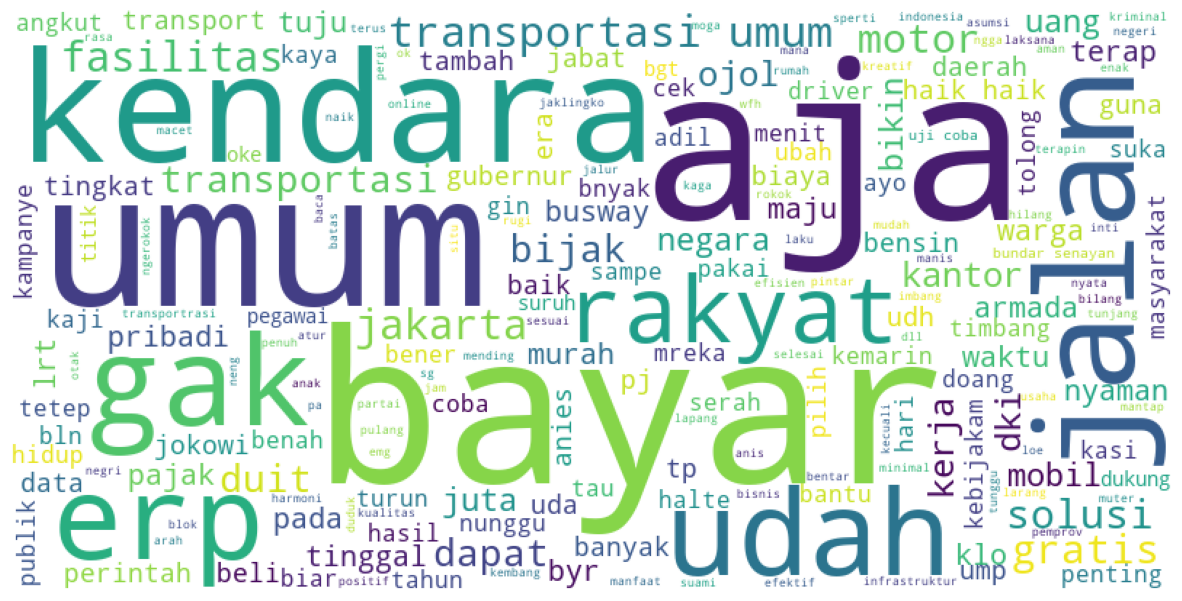 angkut transport tuju terus moga sperti indonesia asumsi uang kriminal
rasa transportasi umum mana motor ngga laksana negeri
fasilitas kaya pergi ok tambah jabat bgt ojol rumah kreatif daerah aman terap enak
kendara online cek driver haik haik guna
macet naik jaklingko wfh aja menit bikin uji coba tolong jalan
oke era adil ubah terapin suka
tingkat transportasi gubernur jalur bnyak kaga biaya ayo
kampanye titik ngerokok baca batas umum gin busway rokok maju laku mudah hilang inti masyarakat
rugi situ bijak negara bensin warga bundar senayan
baik sampe pakai manis kantor nyata
transportrasi suruh efisien pintar imbang armada bilang
kaji pegawai sesuai rakyat udh tunjang
pribadi atur jakarta dll timbang
lrt otak penuh gak neng bener mending murah mreka selesai kemarin waktu
anak sg jam pj doang usaha nyaman
tetep pa partai coba bayar serah pilih hari kecuali mantap
bln jokowi benah pulang anies lapang anis kerja dki loe kasi
hidup negri emg tp bentar minimal kebijakam
data pajak duit tau bantu mobil dukung
erp harmoni turun juta uda halte bisnis udah tunggu larang muter
publik blok pada kualitas nunggu solusi
arah duduk hasil banyak pemprov
perintah tinggal dapat klo gratis
beli biar positif tahun kembang byr manfaat suami efektif infrastruktur ump penting